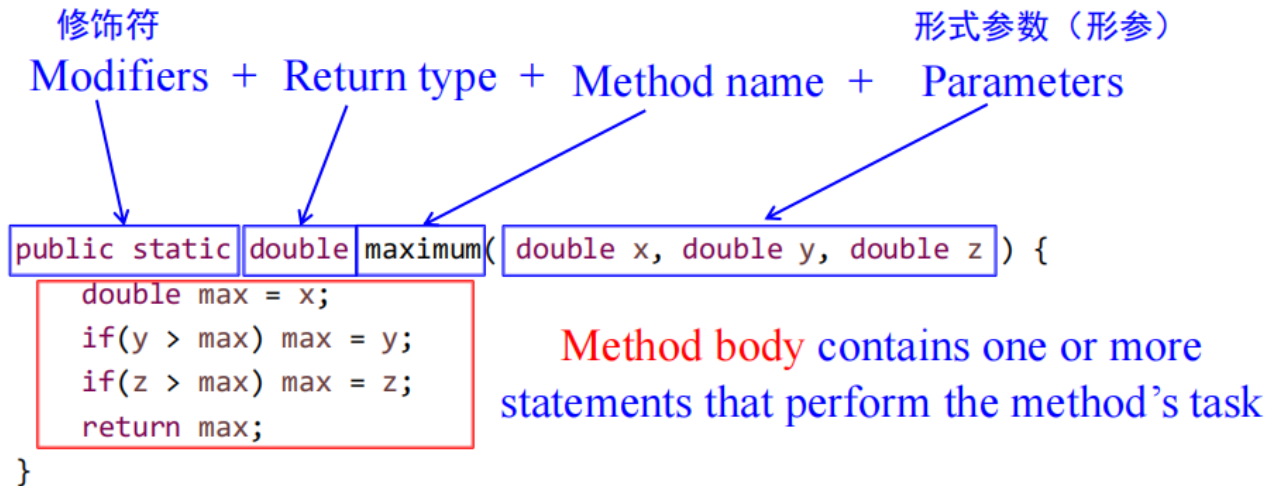 修饰符 形式参数（形参）
Modifiers + Return type + Method name + Parameters
public static double maximum( double x, double y, double z ) {
double max = x;
if(y > max) max = y;
if(z > max) max = z;
return max;
}
Method body contains one or more
statements that perform the method's task